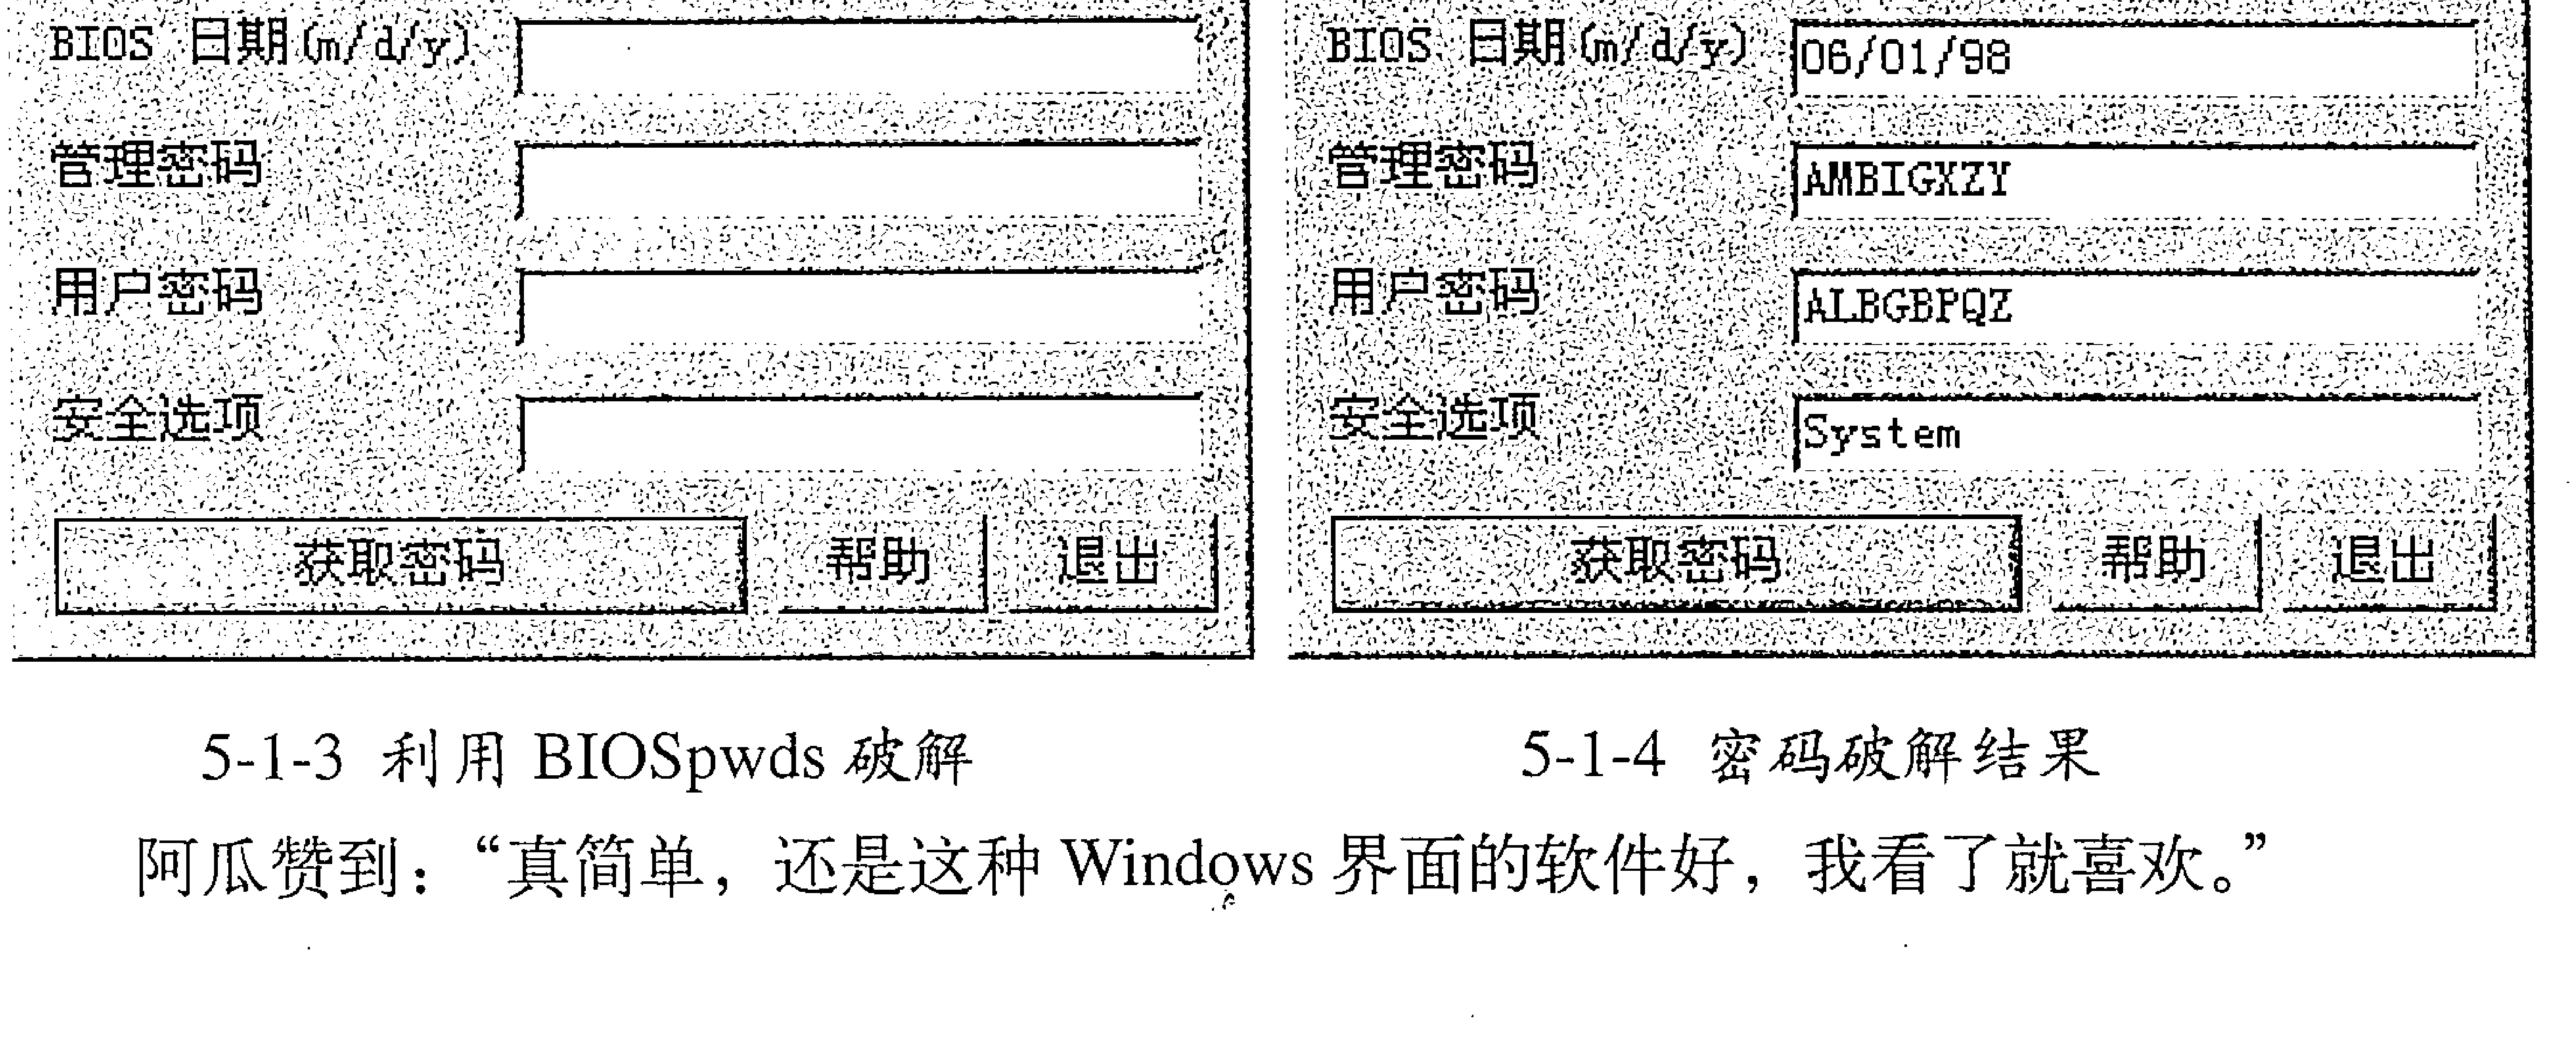 BIOS 日期(m/d/y)
管理密码
用户密码
安全选项
获取密码 帮助 退出
BIOS 日期(m/d/y) 06/01/98
管理密码 AMBIGXZY
用户密码 ALBGBPQZ
安全选项 System
获取密码 帮助 退出
5-1-3 利用 BIOSpwds 破解
5-1-4 密码破解结果
阿瓜赞到：“真简单，还是这种 Windows 界面的软件好，我看了就喜欢。”